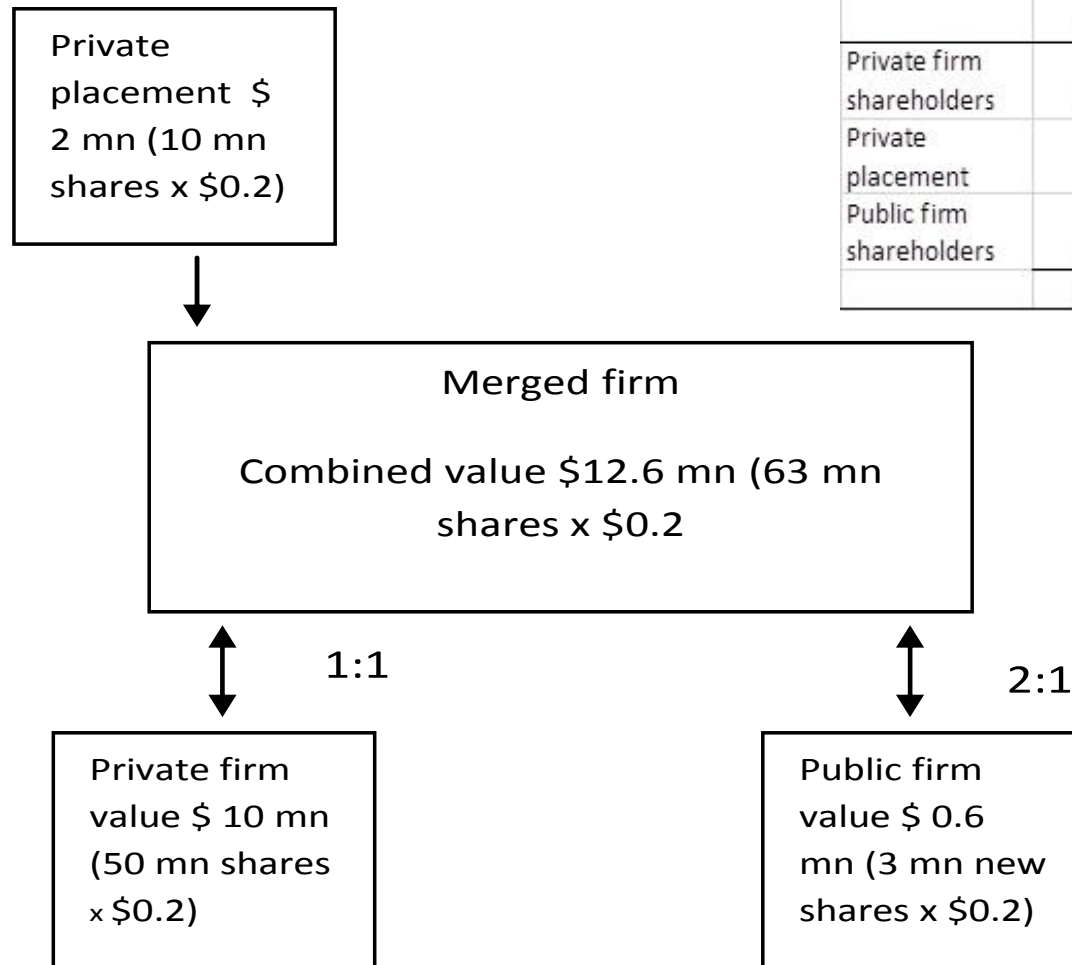 Private
placement $
2 mn (10 mn
shares x $0.2)
Private firm
shareholders
Private
placement
Public firm
shareholders
Merged firm
Combined value $12.6 mn (63 mn
shares x $0.2
1:1
2:1
Private firm
value $ 10 mn
(50 mn shares
x $0.2)
Public firm
value $ 0.6
mn (3 mn new
shares x $0.2)